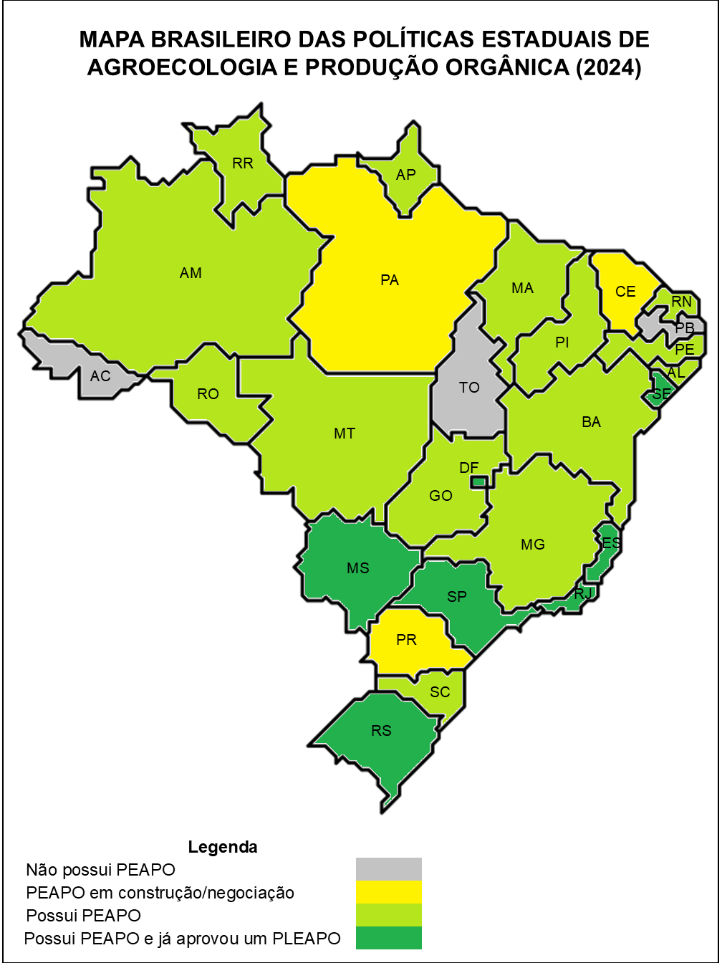 MAPA BRASILEIRO DAS POLÍTICAS ESTADUAIS DE
AGROECOLOGIA E PRODUÇÃO ORGÂNICA (2024)
RR
AP
AM
PA
MA
CE
RN
PB
PI
PE
AC
TO
AL
RO
SE
BA
MT
DF
GO
MG
ES
MS
SP
RJ
PR
SC
RS
Legenda
Não possui PEAPO
PEAPO em construção/negociação
Possui PEAPO
Possui PEAPO e já aprovou um PLEAPO